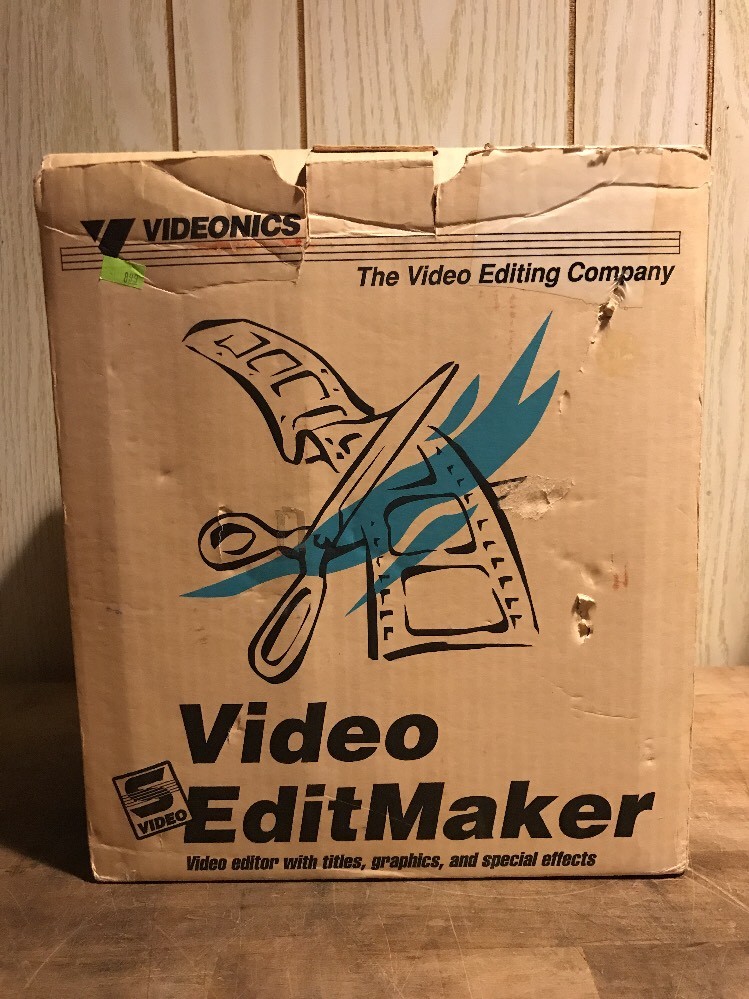 VIDEONICS
The Video Editing Company
Video
EditMaker
S
VIDEO
Video editor with titles, graphics, and special effects